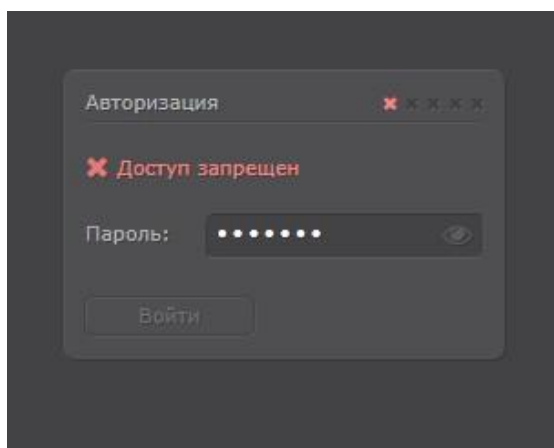 Авторизация
Доступ запрещен
Пароль: •••••••
Войти